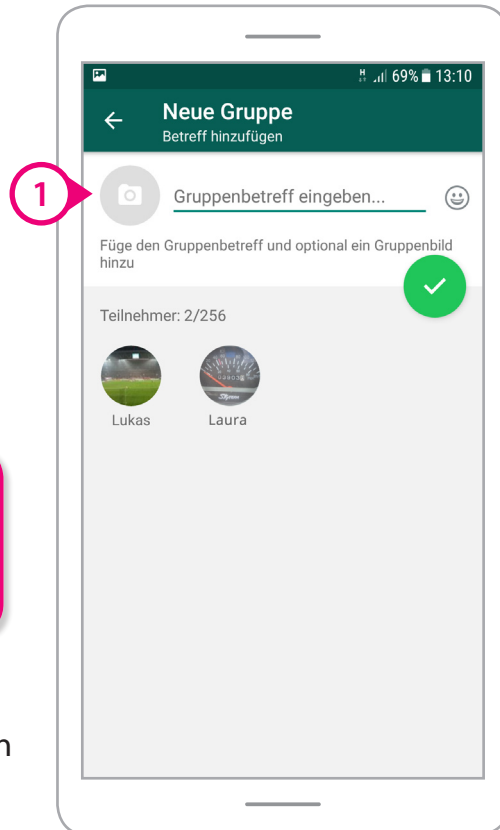 H 69% 13:10
Neue Gruppe
Betreff hinzufügen
1
Gruppenbetreff eingeben...
Füge den Gruppenbetreff und optional ein Gruppenbild
hinzu
Teilnehmer: 2/256
Lukas Laura
n